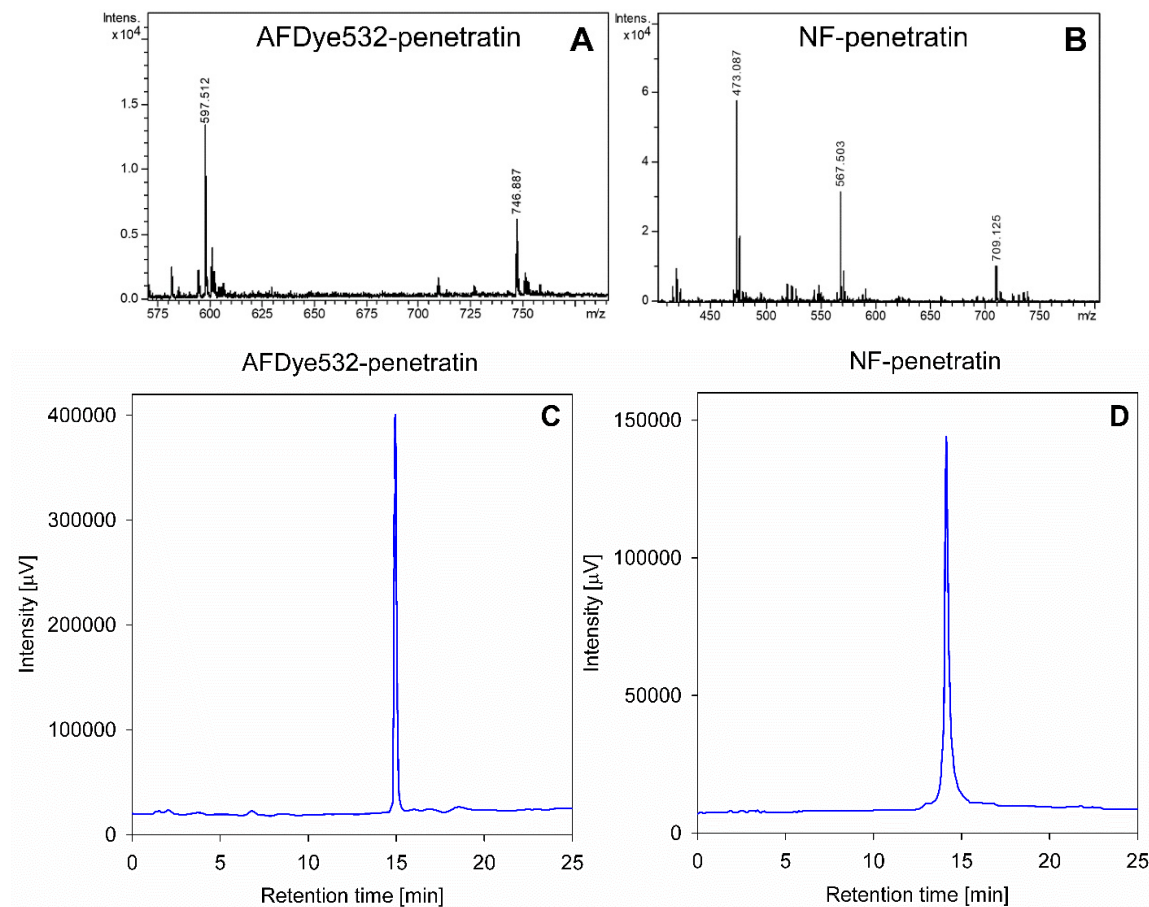 Intens.
x10⁴
AFDye532-penetratin
A
597.512
746.887
1.5
1.0
0.5
0.0
575 600 625 650 675 700 725 750 m/z
Intens.
x10⁴
NF-penetratin
B
473.087
567.503
709.125
6
4
2
0
450 500 550 600 650 700 750 m/z
AFDye532-penetratin
C
400000
300000
200000
100000
0
Intensity [µV]
0 5 10 15 20 25
Retention time [min]
NF-penetratin
D
150000
100000
50000
0
Intensity [µV]
0 5 10 15 20 25
Retention time [min]